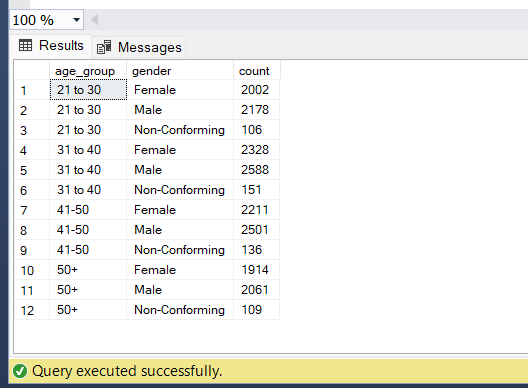 100 %
Results Messages
age_group gender count
1 21 to 30 Female 2002
2 21 to 30 Male 2178
3 21 to 30 Non-Conforming 106
4 31 to 40 Female 2328
5 31 to 40 Male 2588
6 31 to 40 Non-Conforming 151
7 41-50 Female 2211
8 41-50 Male 2501
9 41-50 Non-Conforming 136
10 50+ Female 1914
11 50+ Male 2061
12 50+ Non-Conforming 109
Query executed successfully.